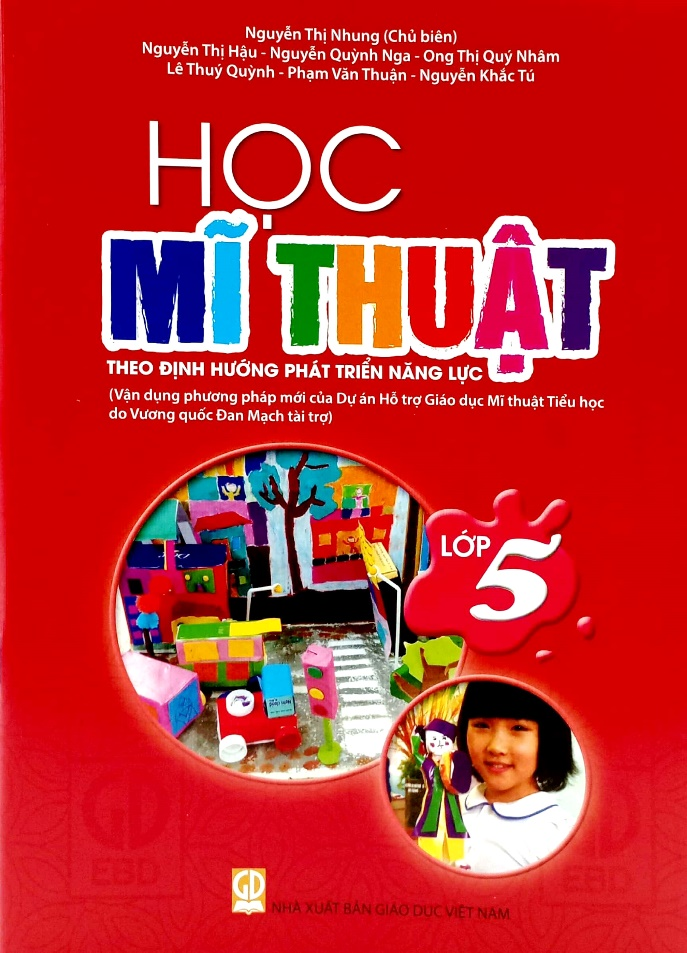 Nguyễn Thị Nhung (Chủ biên)
Nguyễn Thị Hậu - Nguyễn Quỳnh Nga - Ong Thị Quý Nhâm
Lê Thuý Quỳnh - Phạm Văn Thuận - Nguyễn Khắc Tú
HỌC
MĨ THUẬT
THEO ĐỊNH HƯỚNG PHÁT TRIỂN NĂNG LỰC
(Vận dụng phương pháp mới của Dự án Hỗ trợ Giáo dục Mĩ thuật Tiểu học
do Vương quốc Đan Mạch tài trợ)
LỚP
5
GD
EBD
GD
EBD
GD
NHÀ XUẤT BẢN GIÁO DỤC VIỆT NAM